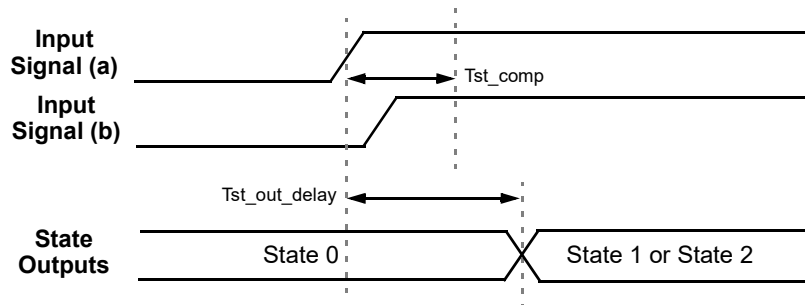 Input
Signal (a)
Tst_comp
Input
Signal (b)
Tst_out_delay
State
Outputs
State 0
State 1 or State 2